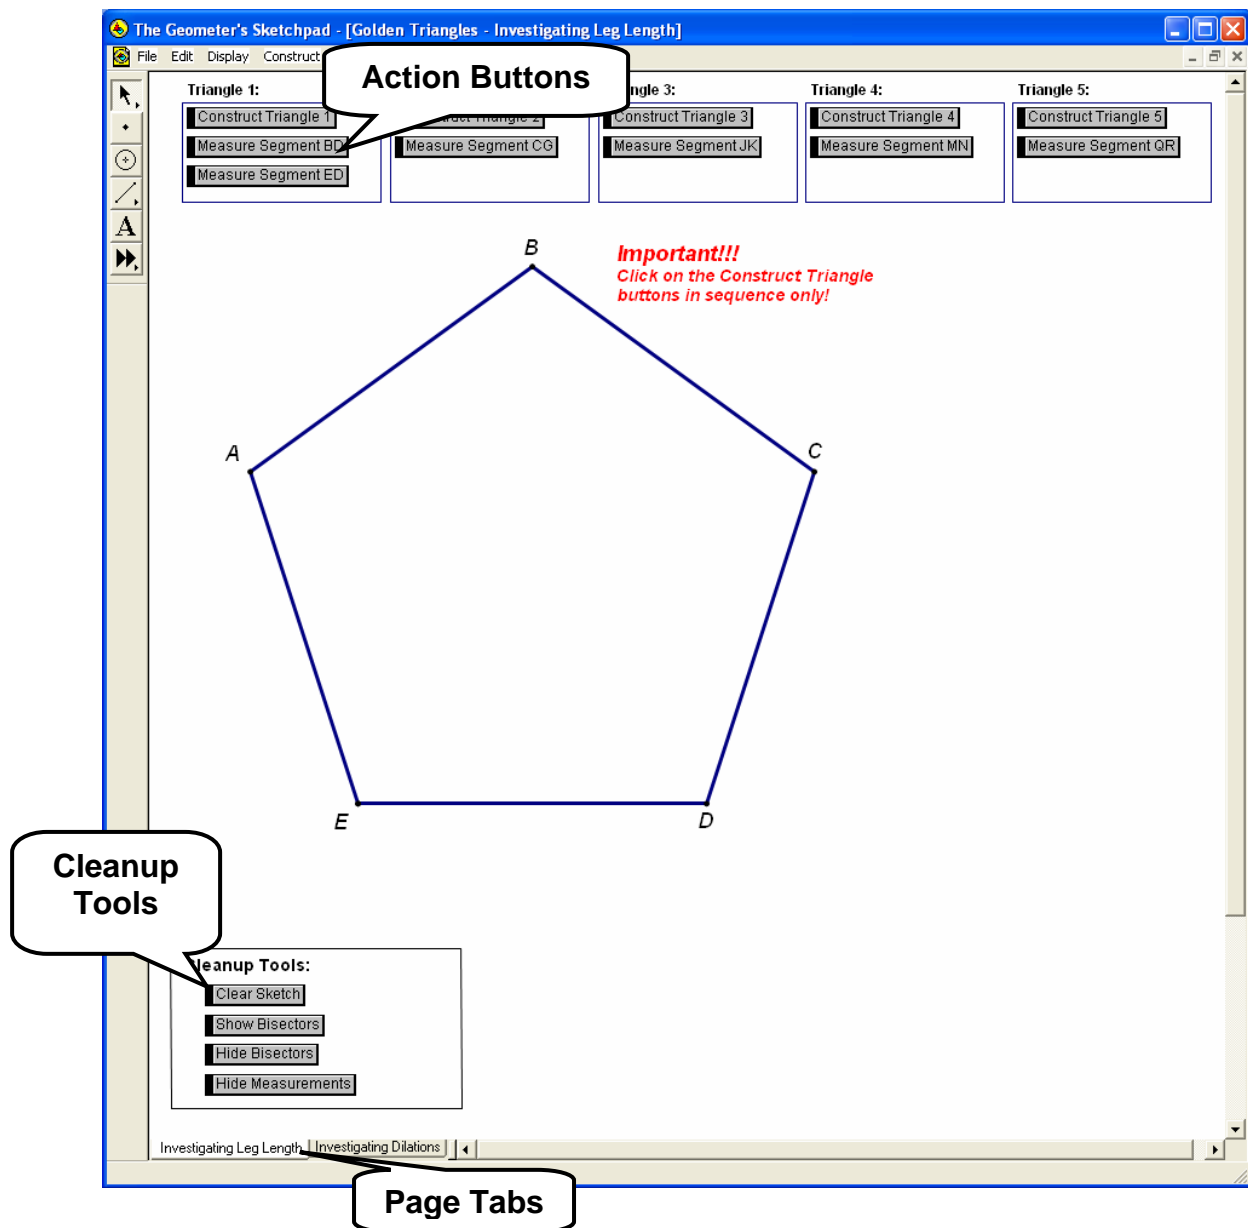 The Geometer's Sketchpad - [Golden Triangles - Investigating Leg Length]
File Edit Display Construct
Action Buttons
Triangle 1:
Construct Triangle 1
Measure Segment BD
Measure Segment ED
Measure Segment CG
ngle 3:
Construct Triangle 3
Measure Segment JK
Triangle 4:
Construct Triangle 4
Measure Segment MN
Triangle 5:
Construct Triangle 5
Measure Segment QR
A
B
Important!!!
Click on the Construct Triangle
buttons in sequence only!
A
C
E
D
Cleanup
Tools
leanup Tools:
Clear Sketch
Show Bisectors
Hide Bisectors
Hide Measurements
Investigating Leg Length
Investigating Dilations
Page Tabs